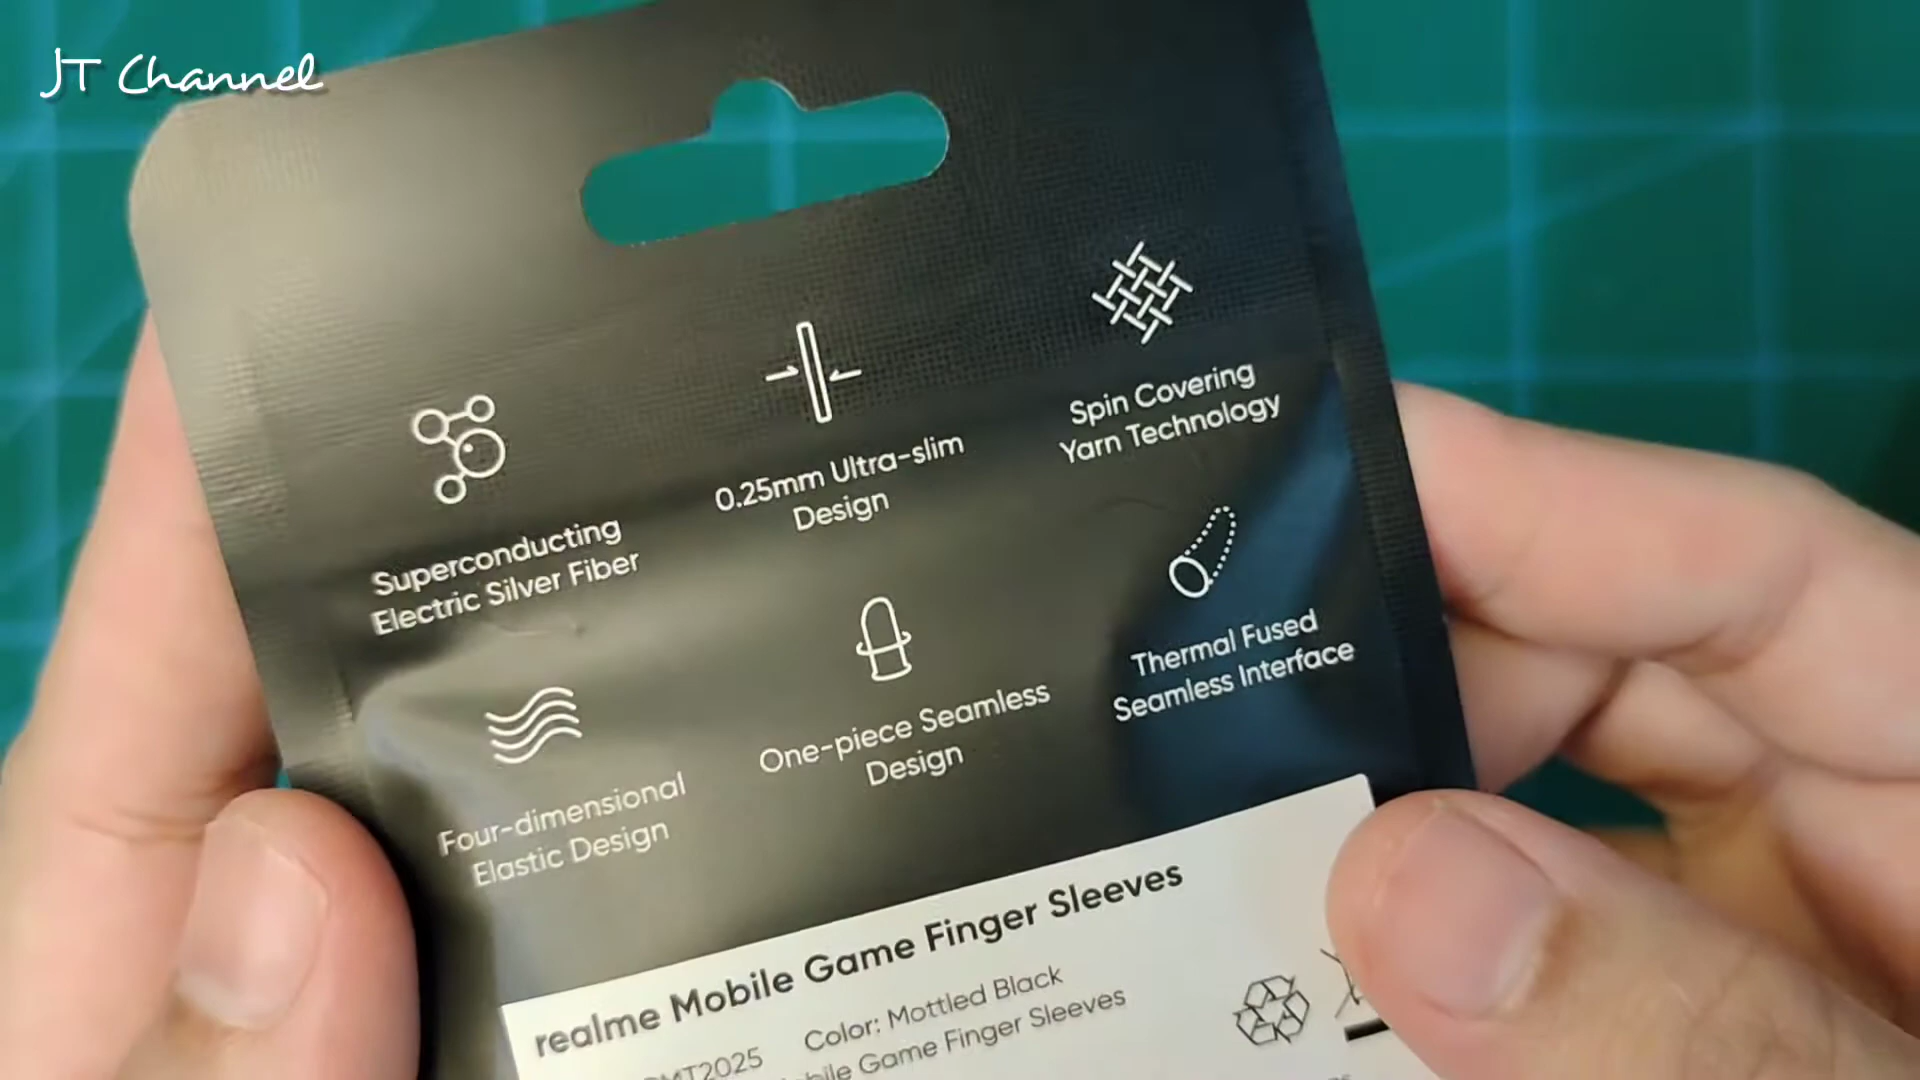 JT Channel
Superconducting
Electric Silver Fiber
0.25mm Ultra-slim
Design
Spin Covering
Yarn Technology
Four-dimensional
Elastic Design
One-piece Seamless
Design
Thermal Fused
Seamless Interface
realme Mobile Game Finger Sleeves
Color: Mottled Black
Game Finger Sleeves